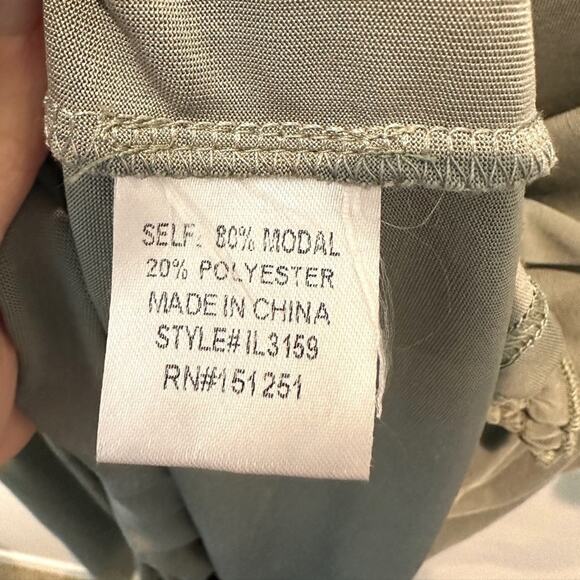 SELF: 80% MODAL
20% POLYESTER
MADE IN CHINA
STYLE# IL3159
RN#151251